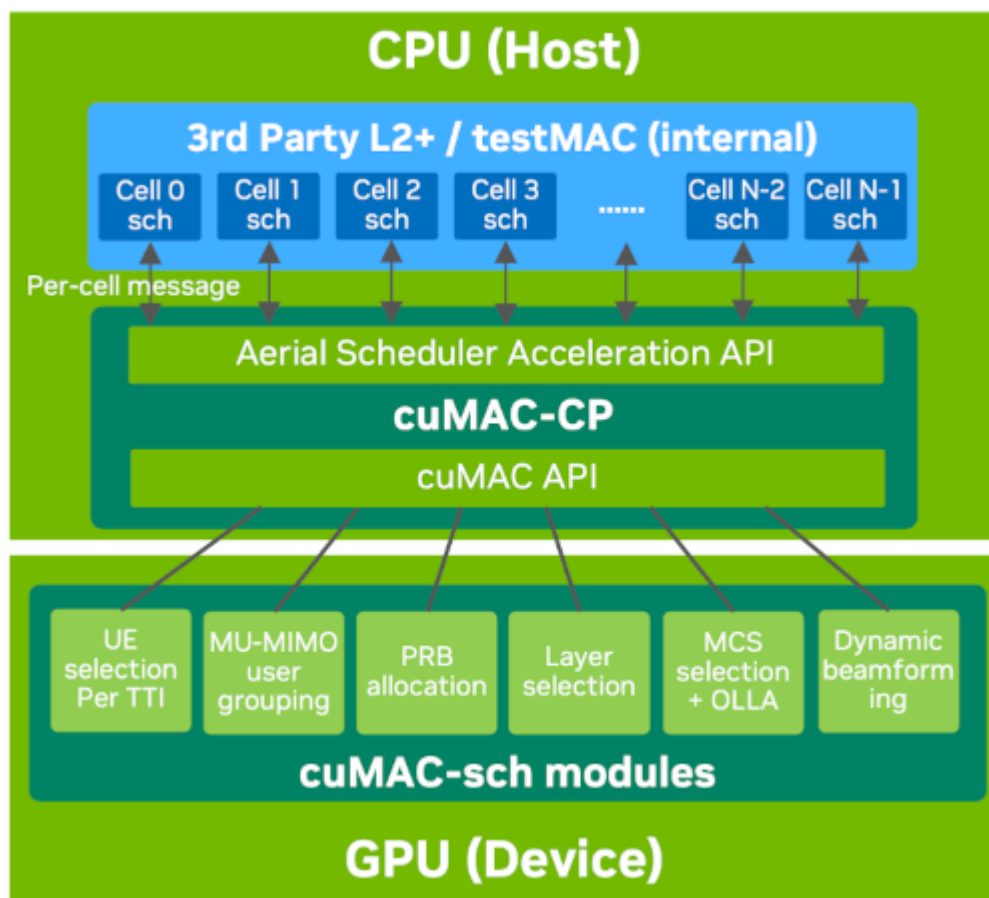 CPU (Host)
3rd Party L2+ / testMAC (internal)
Cell 0
sch
Cell 1
sch
Cell 2
sch
Cell 3
sch
......
Cell N-2
sch
Cell N-1
sch
Per-cell message
Aerial Scheduler Acceleration API
cuMAC-CP
cuMAC API
UE
selection
Per TTI
MU-MIMO
user
grouping
PRB
allocation
Layer
selection
MCS
selection
+ OLLA
Dynamic
beamform
ing
cuMAC-sch modules
GPU (Device)